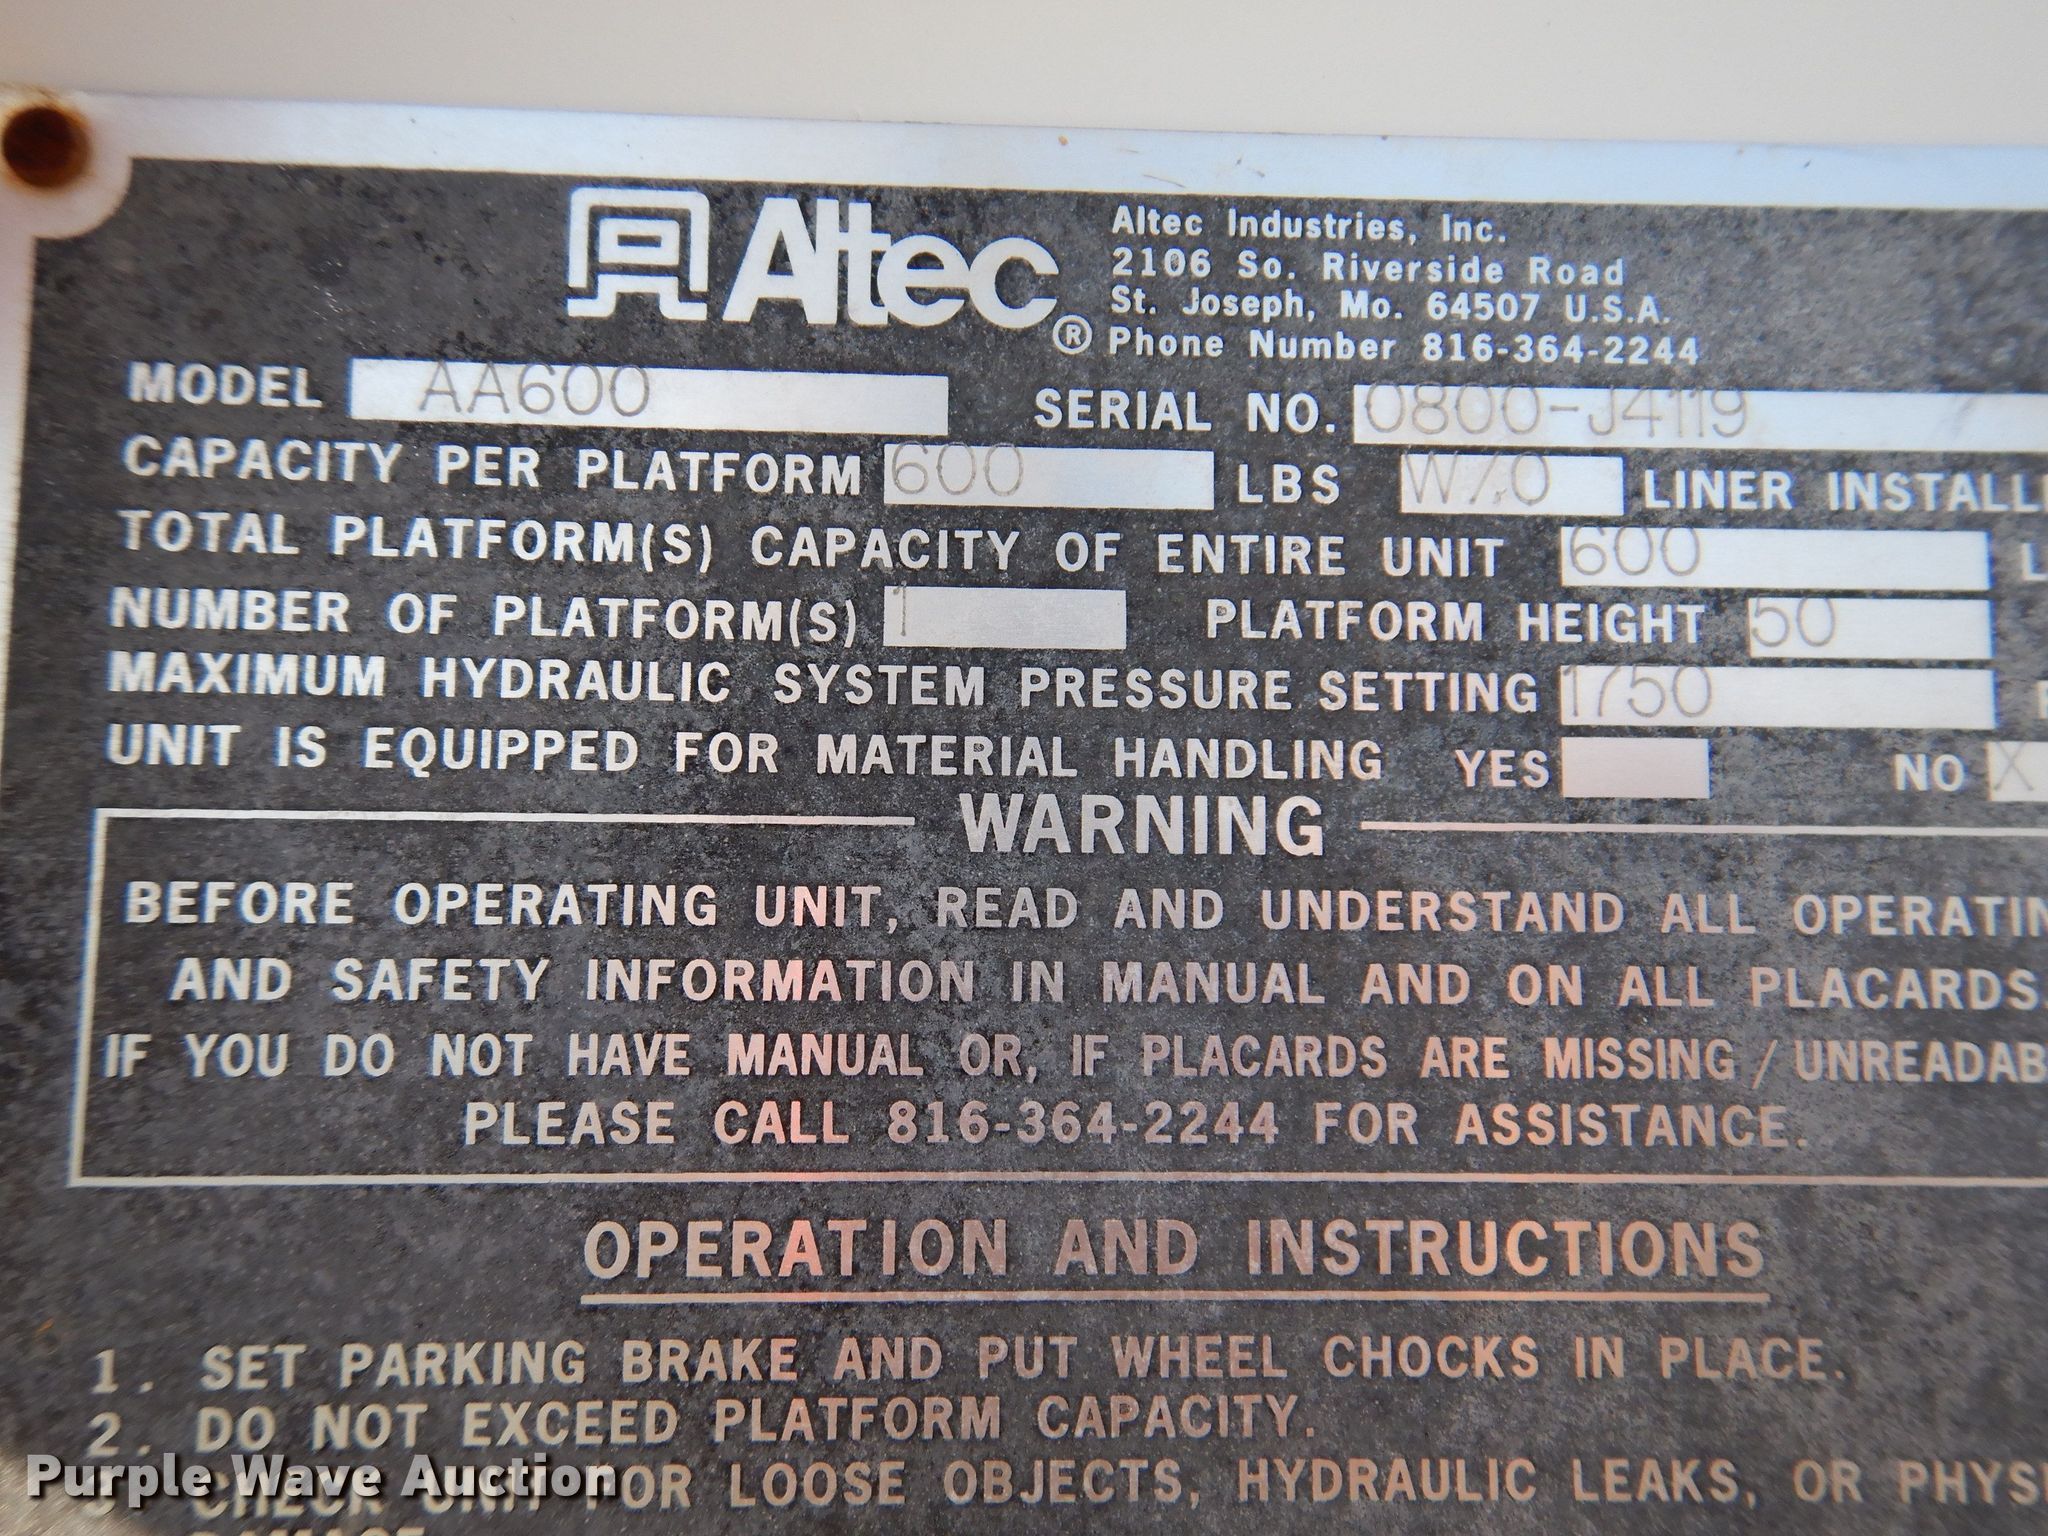 Altec ®
Altec Industries, Inc.
2106 So. Riverside Road
St. Joseph, Mo. 64507 U.S.A.
Phone Number 816-364-2244
MODEL AA600 SERIAL NO. 0800-J4119
CAPACITY PER PLATFORM 600 LBS W/O LINER
TOTAL PLATFORM(S) CAPACITY OF ENTIRE UNIT 600
NUMBER OF PLATFORM(S) 1 PLATFORM HEIGHT 50
MAXIMUM HYDRAULIC SYSTEM PRESSURE SETTING 1750
UNIT IS EQUIPPED FOR MATERIAL HANDLING YES NO X
WARNING
BEFORE OPERATING UNIT, READ AND UNDERSTAND ALL
AND SAFETY INFORMATION IN MANUAL AND ON ALL PLACARDS.
IF YOU DO NOT HAVE MANUAL OR, IF PLACARDS ARE MISSING /
PLEASE CALL 816-364-2244 FOR ASSISTANCE.
OPERATION AND INSTRUCTIONS
1. SET PARKING BRAKE AND PUT WHEEL CHOCKS IN PLACE.
2. DO NOT EXCEED PLATFORM CAPACITY.
3 CHECK UNIT FOR LOOSE OBJECTS, HYDRAULIC LEAKS, OR
Purple Wave Auction